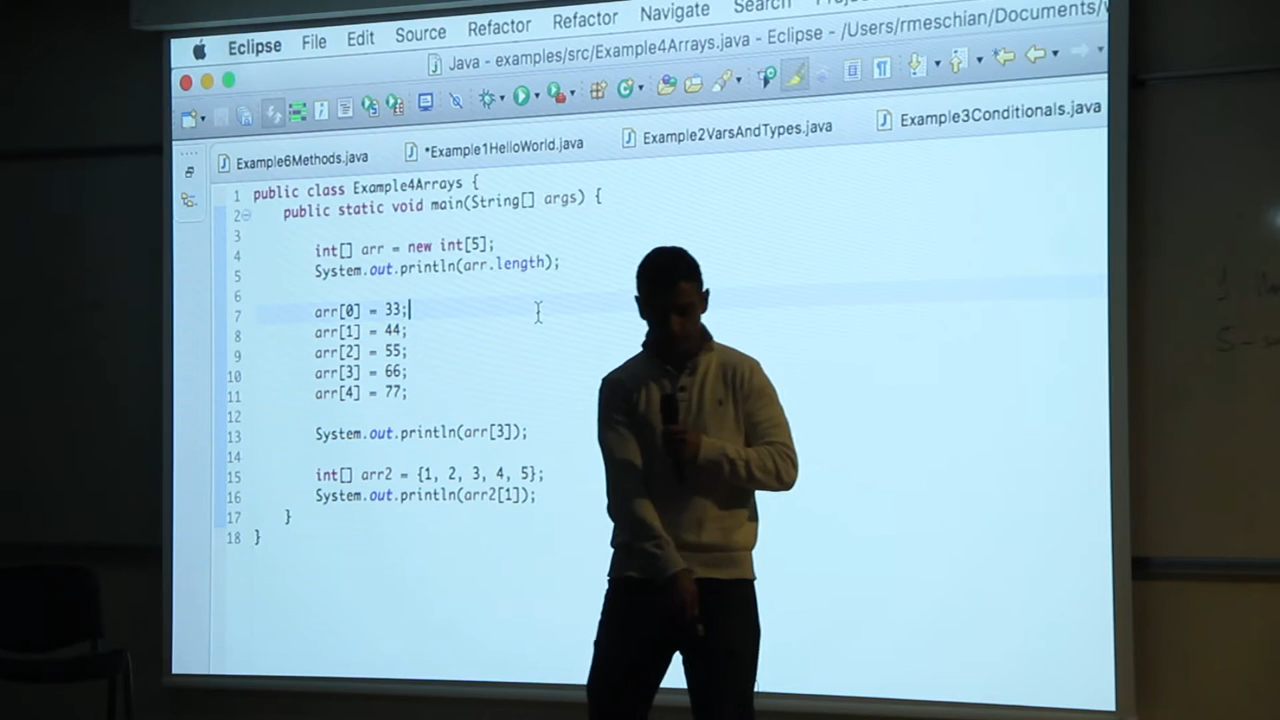 Eclipse File Edit Source Refactor Refactor Navigate Search
Java - examples/src/Example4Arrays.java - Eclipse - /Users/rmeschian/Documents/
Example6Methods.java *Example1HelloWorld.java Example2VarsAndTypes.java Example3Conditionals.java
1 public class Example4Arrays {
2 public static void main(String[] args) {
3
4 int[] arr = new int[5];
5 System.out.println(arr.length);
6
7 arr[0] = 33;
8 arr[1] = 44;
9 arr[2] = 55;
10 arr[3] = 66;
11 arr[4] = 77;
12
13 System.out.println(arr[3]);
14
15 int[] arr2 = {1, 2, 3, 4, 5};
16 System.out.println(arr2[1]);
17 }
18 }